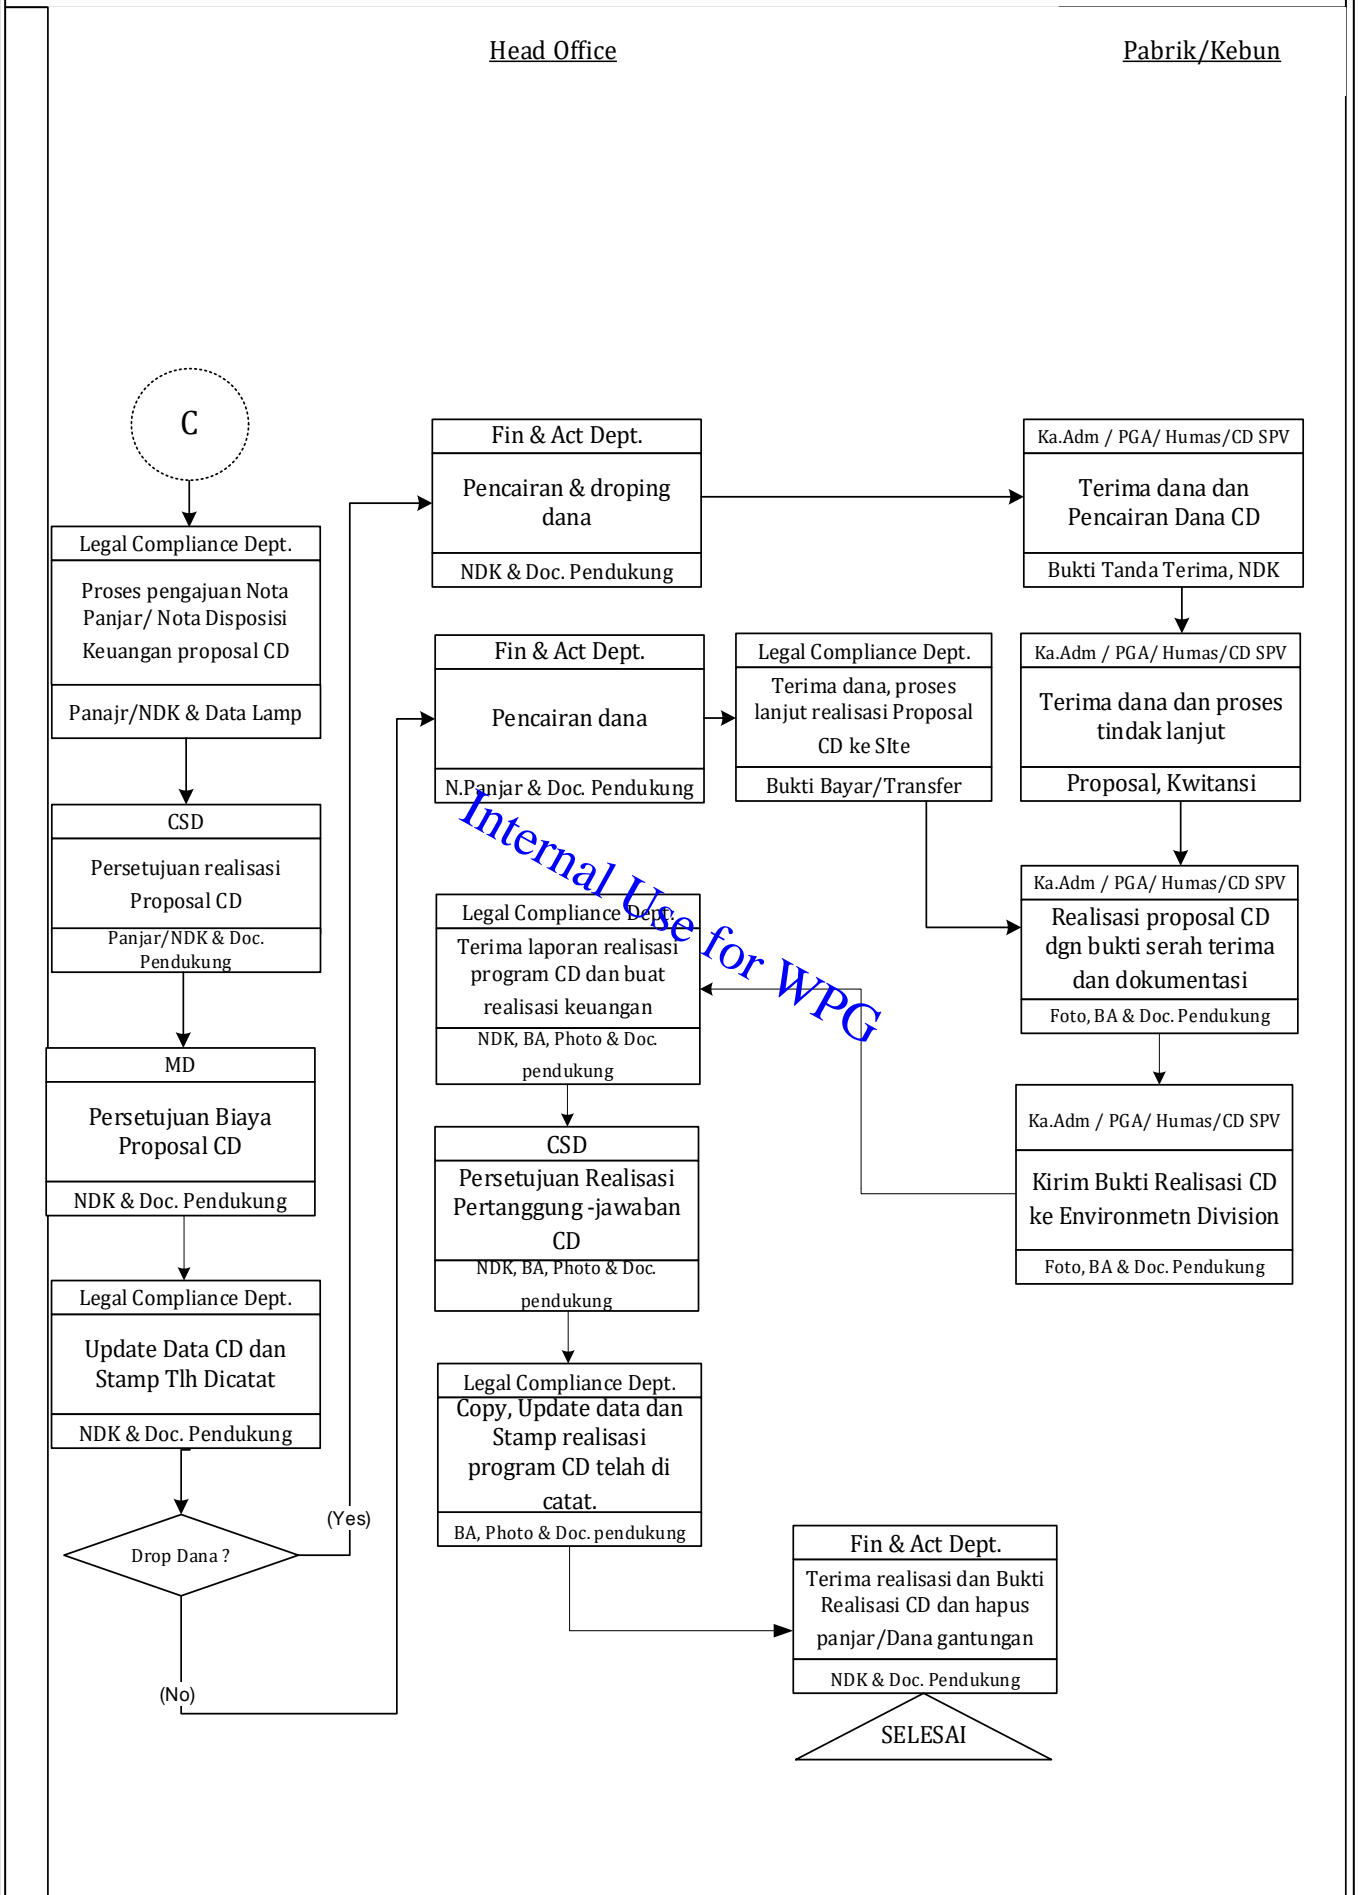 Head Office
Pabrik/Kebun
C
Legal Compliance Dept.
Proses pengajuan Nota
Panjar/ Nota Disposisi
Keuangan proposal CD
Panajr/NDK & Data Lamp
CSD
Persetujuan realisasi
Proposal CD
Panjar/NDK & Doc.
Pendukung
MD
Persetujuan Biaya
Proposal CD
NDK & Doc. Pendukung
Legal Compliance Dept.
Update Data CD dan
Stamp Tlh Dicatat
NDK & Doc. Pendukung
Drop Dana ?
(Yes)
(No)
Fin & Act Dept.
Pencairan & droping
dana
NDK & Doc. Pendukung
Ka.Adm / PGA/ Humas/CD SPV
Terima dana dan
Pencairan Dana CD
Bukti Tanda Terima, NDK
Fin & Act Dept.
Pencairan dana
N.Panjar & Doc. Pendukung
Legal Compliance Dept.
Terima dana, proses
lanjut realisasi Proposal
CD ke SIte
Bukti Bayar/Transfer
Ka.Adm / PGA/ Humas/CD SPV
Terima dana dan proses
tindak lanjut
Proposal, Kwitansi
Ka.Adm / PGA/ Humas/CD SPV
Realisasi proposal CD
dgn bukti serah terima
dan dokumentasi
Foto, BA & Doc. Pendukung
Ka.Adm / PGA/ Humas/CD SPV
Kirim Bukti Realisasi CD
ke Environmetn Division
Foto, BA & Doc. Pendukung
Internal Use for WPG
Legal Compliance Dept.
Terima laporan realisasi
program CD dan buat
realisasi keuangan
NDK, BA, Photo & Doc.
pendukung
CSD
Persetujuan Realisasi
Pertanggung -jawaban
CD
NDK, BA, Photo & Doc.
pendukung
Legal Compliance Dept.
Copy, Update data dan
Stamp realisasi
program CD telah di
catat.
BA, Photo & Doc. pendukung
Fin & Act Dept.
Terima realisasi dan Bukti
Realisasi CD dan hapus
panjar/Dana gantungan
NDK & Doc. Pendukung
SELESAI